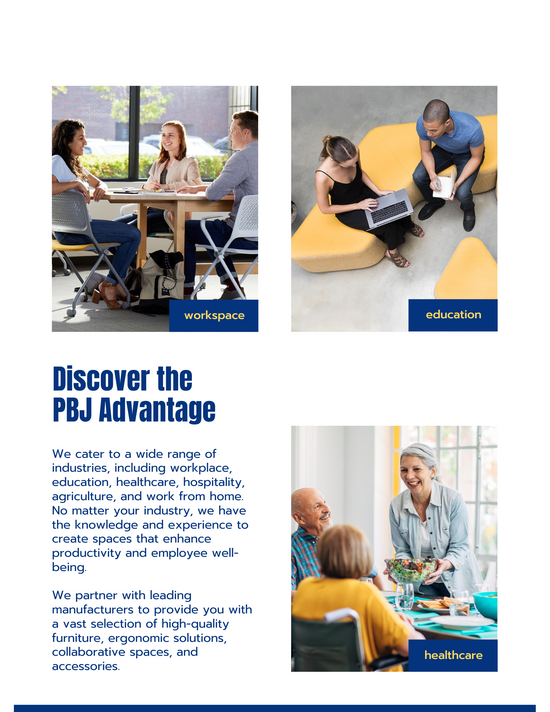 workspace
education
Discover the
PBJ Advantage
We cater to a wide range of
industries, including workplace,
education, healthcare, hospitality,
agriculture, and work from home.
No matter your industry, we have
the knowledge and experience to
create spaces that enhance
productivity and employee well-
being.
We partner with leading
manufacturers to provide you with
a vast selection of high-quality
furniture, ergonomic solutions,
collaborative spaces, and
accessories.
healthcare